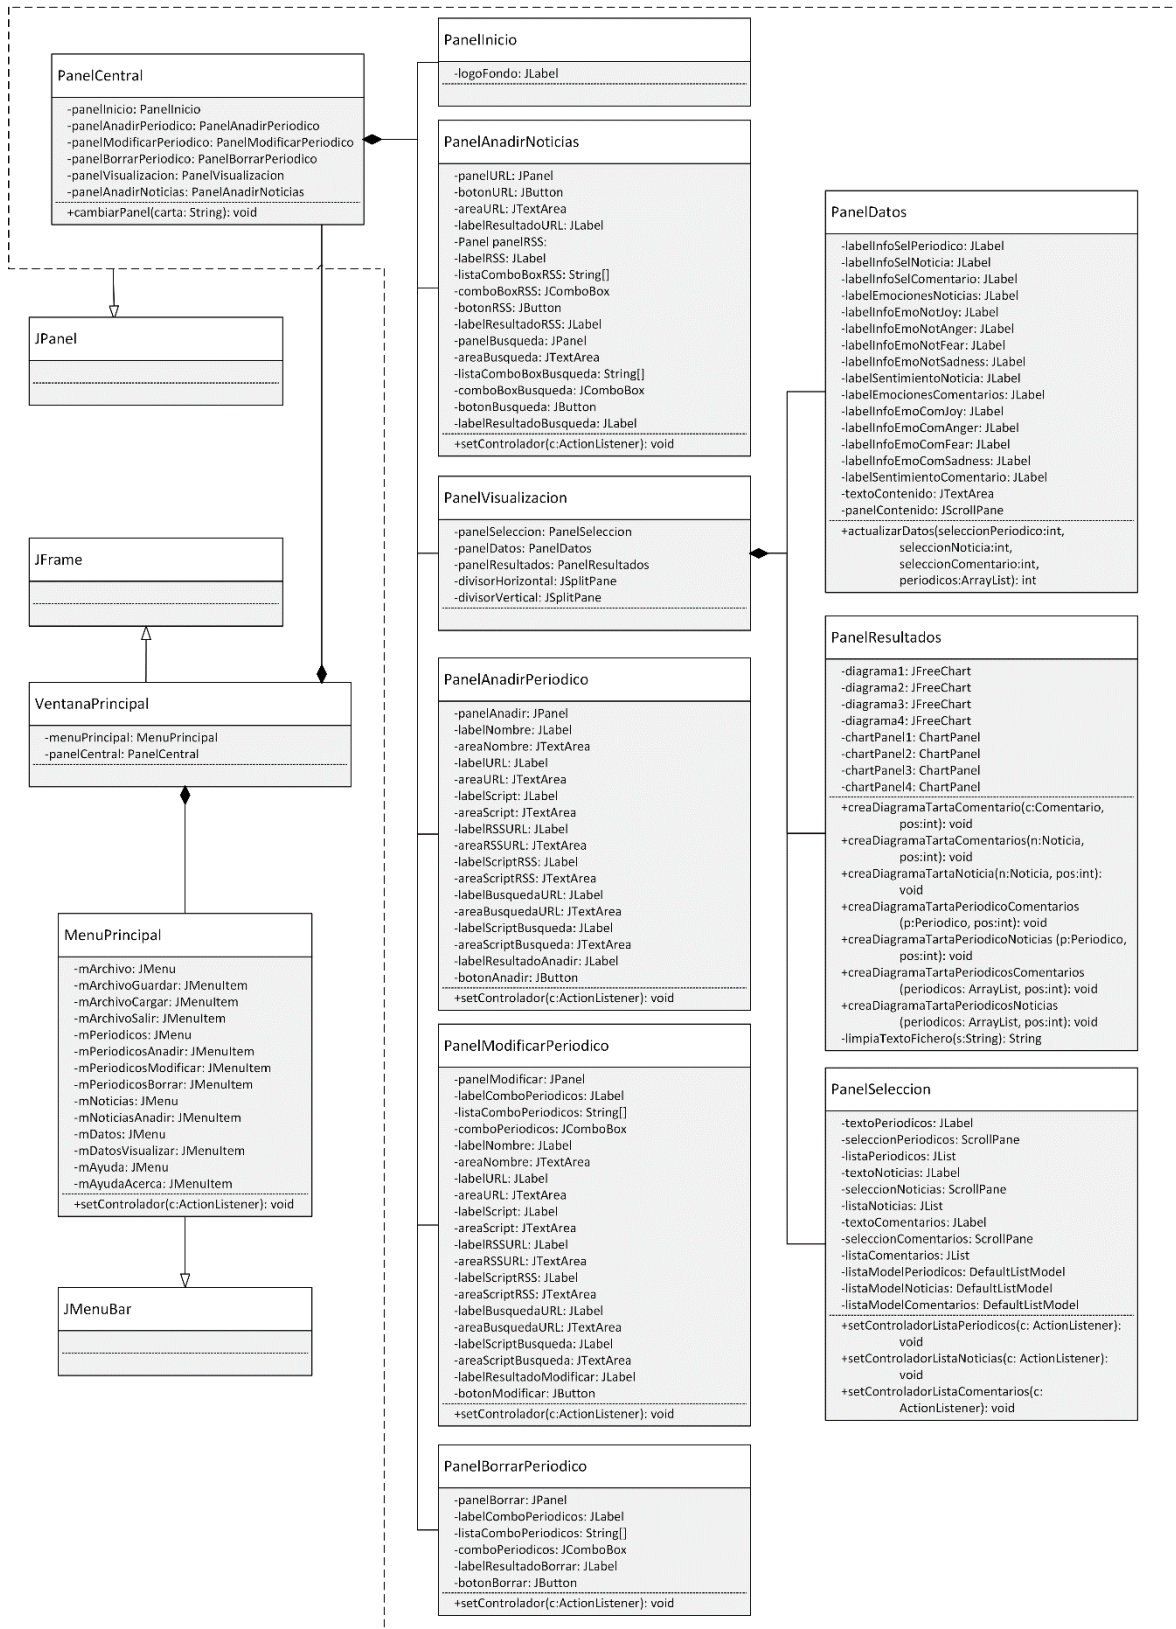 PanelCentral
-panelInicio: PanelInicio
-panelAnadirPeriodico: PanelAnadirPeriodico
-panelModificarPeriodico: PanelModificarPeriodico
-panelBorrarPeriodico: PanelBorrarPeriodico
-panelVisualizacion: PanelVisualizacion
-panelAnadirNoticias: PanelAnadirNoticias
+cambiarPanel(carta: String): void
JPanel
JFrame
VentanaPrincipal
-menuPrincipal: MenuPrincipal
-panelCentral: PanelCentral
MenuPrincipal
-mArchivo: JMenu
-mArchivoGuardar: JMenuItem
-mArchivoCargar: JMenuItem
-mArchivoSalir: JMenuItem
-mPeriodicos: JMenu
-mPeriodicosAnadir: JMenuItem
-mPeriodicosModificar: JMenuItem
-mPeriodicosBorrar: JMenuItem
-mNoticias: JMenu
-mNoticiasAnadir: JMenuItem
-mDatos: JMenu
-mDatosVisualizar: JMenuItem
-mAyuda: JMenu
-mAyudaAcerca: JMenuItem
+setControlador(c:ActionListener): void
JMenuBar
PanelInicio
-logoFondo: JLabel
PanelAnadirNoticias
-panelURL: JPanel
-botonURL: JButton
-areaURL: JTextArea
-labelResultadoURL: JLabel
-Panel panelRSS:
-labelRSS: JLabel
-listaComboBoxRSS: String[]
-comboBoxRSS: JComboBox
-botonRSS: JButton
-labelResultadoRSS: JLabel
-panelBusqueda: JPanel
-areaBusqueda: JTextArea
-listaComboBoxBusqueda: String[]
-comboBoxBusqueda: JComboBox
-botonBusqueda: JButton
-labelResultadoBusqueda: JLabel
+setControlador(c:ActionListener): void
PanelVisualizacion
-panelSeleccion: PanelSeleccion
-panelDatos: PanelDatos
-panelResultados: PanelResultados
-divisorHorizontal: JSplitPane
-divisorVertical: JSplitPane
PanelAnadirPeriodico
-panelAnadir: JPanel
-labelNombre: JLabel
-areaNombre: JTextArea
-labelURL: JLabel
-areaURL: JTextArea
-labelScript: JLabel
-areaScript: JTextArea
-labelRSSURL: JLabel
-areaRSSURL: JTextArea
-labelScriptRSS: JLabel
-areaScriptRSS: JTextArea
-labelBusquedaURL: JLabel
-areaBusquedaURL: JTextArea
-labelScriptBusqueda: JLabel
-areaScriptBusqueda: JTextArea
-labelResultadoAnadir: JLabel
-botonAnadir: JButton
+setControlador(c:ActionListener): void
PanelModificarPeriodico
-panelModificar: JPanel
-labelComboPeriodicos: JLabel
-listaComboPeriodicos: String[]
-comboPeriodicos: JComboBox
-labelNombre: JLabel
-areaNombre: JTextArea
-labelURL: JLabel
-areaURL: JTextArea
-labelScript: JLabel
-areaScript: JTextArea
-labelRSSURL: JLabel
-areaRSSURL: JTextArea
-labelScriptRSS: JLabel
-areaScriptRSS: JTextArea
-labelBusquedaURL: JLabel
-areaBusquedaURL: JTextArea
-labelScriptBusqueda: JLabel
-areaScriptBusqueda: JTextArea
-labelResultadoModificar: JLabel
-botonModificar: JButton
+setControlador(c:ActionListener): void
PanelBorrarPeriodico
-panelBorrar: JPanel
-labelComboPeriodicos: JLabel
-listaComboPeriodicos: String[]
-comboPeriodicos: JComboBox
-labelResultadoBorrar: JLabel
-botonBorrar: JButton
+setControlador(c:ActionListener): void
PanelDatos
-labelInfoSelPeriodico: JLabel
-labelInfoSelNoticia: JLabel
-labelInfoSelComentario: JLabel
-labelEmocionesNoticias: JLabel
-labelInfoEmoNotJoy: JLabel
-labelInfoEmoNotAnger: JLabel
-labelInfoEmoNotFear: JLabel
-labelInfoEmoNotSadness: JLabel
-labelSentimientoNoticia: JLabel
-labelEmocionesComentarios: JLabel
-labelInfoEmoComJoy: JLabel
-labelInfoEmoComAnger: JLabel
-labelInfoEmoComFear: JLabel
-labelInfoEmoComSadness: JLabel
-labelSentimientoComentario: JLabel
-textoContenido: JTextArea
-panelContenido: JScrollPane
+actualizarDatos(seleccionPeriodico:int,
seleccionNoticia:int,
seleccionComentario:int,
periodicos:ArrayList): int
PanelResultados
-diagrama1: JFreeChart
-diagrama2: JFreeChart
-diagrama3: JFreeChart
-diagrama4: JFreeChart
-chartPanel1: ChartPanel
-chartPanel2: ChartPanel
-chartPanel3: ChartPanel
-chartPanel4: ChartPanel
+creaDiagramaTartaComentario(c:Comentario,
pos:int): void
+creaDiagramaTartaComentarios(n:Noticia,
pos:int): void
+creaDiagramaTartaNoticia(n:Noticia, pos:int):
void
+creaDiagramaTartaPeriodicoComentarios
(p:Periodico, pos:int): void
+creaDiagramaTartaPeriodicoNoticias (p:Periodico,
pos:int): void
+creaDiagramaTartaPeriodicosComentarios
(periodicos: ArrayList, pos:int): void
+creaDiagramaTartaPeriodicosNoticias
(periodicos: ArrayList, pos:int): void
-limpiaTextoFichero(s:String): String
PanelSeleccion
-textoPeriodicos: JLabel
-seleccionPeriodicos: ScrollPane
-listaPeriodicos: JList
-textoNoticias: JLabel
-seleccionNoticias: ScrollPane
-listaNoticias: JList
-textoComentarios: JLabel
-seleccionComentarios: ScrollPane
-listaComentarios: JList
-listaModelPeriodicos: DefaultListModel
-listaModelNoticias: DefaultListModel
-listaModelComentarios: DefaultListModel
+setControladorListaPeriodicos(c: ActionListener):
void
+setControladorListaNoticias(c: ActionListener):
void
+setControladorListaComentarios(c:
ActionListener): void